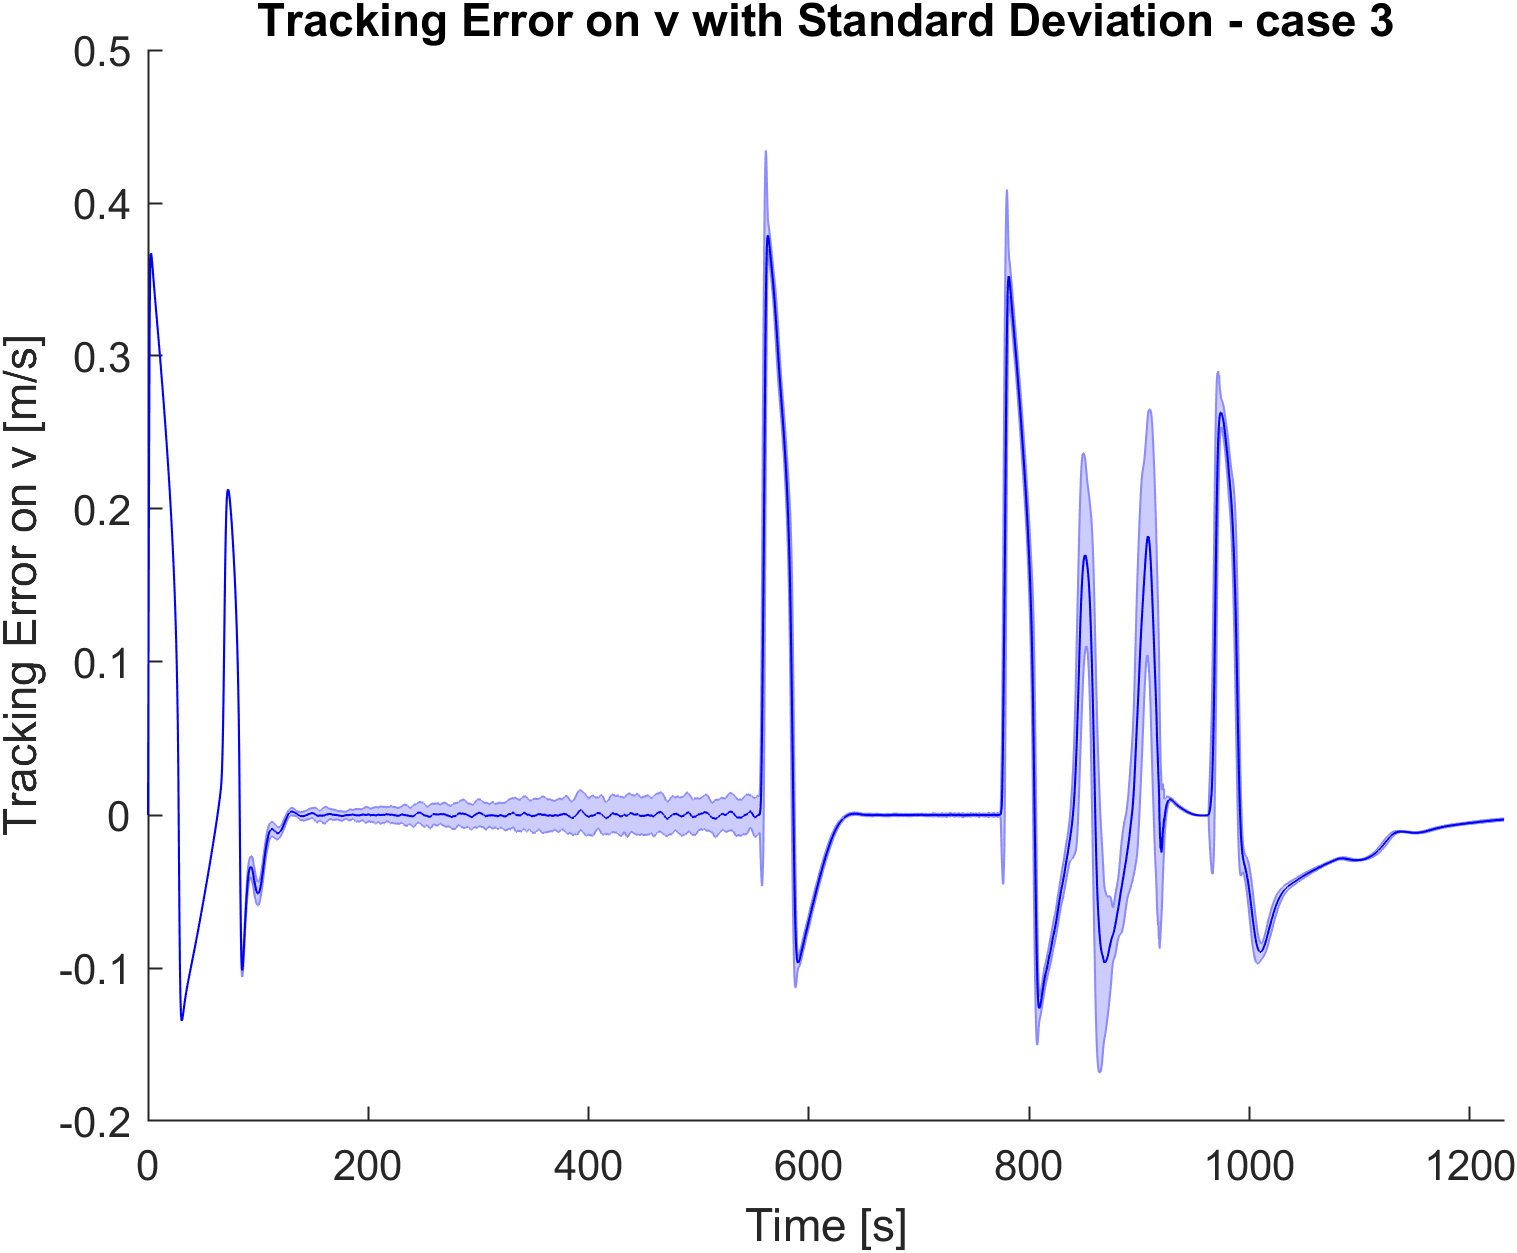 Tracking Error on v with Standard Deviation - case 3
0.5
0.4
0.3
0.2
0.1
0
-0.1
-0.2
Tracking Error on v [m/s]
0 200 400 600 800 1000 1200
Time [s]